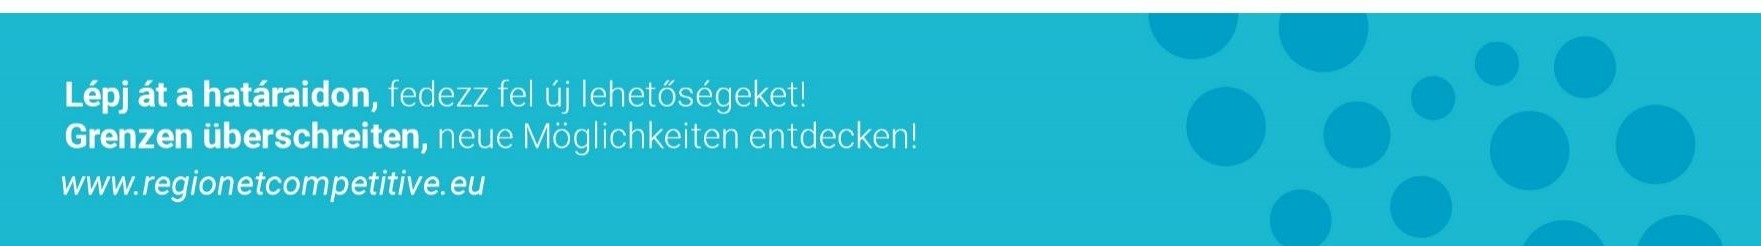 Lépj át a határaidon, fedezz fel új lehetőségeket!
Grenzen überschreiten, neue Möglichkeiten entdecken!
www.regionetcompetitive.eu